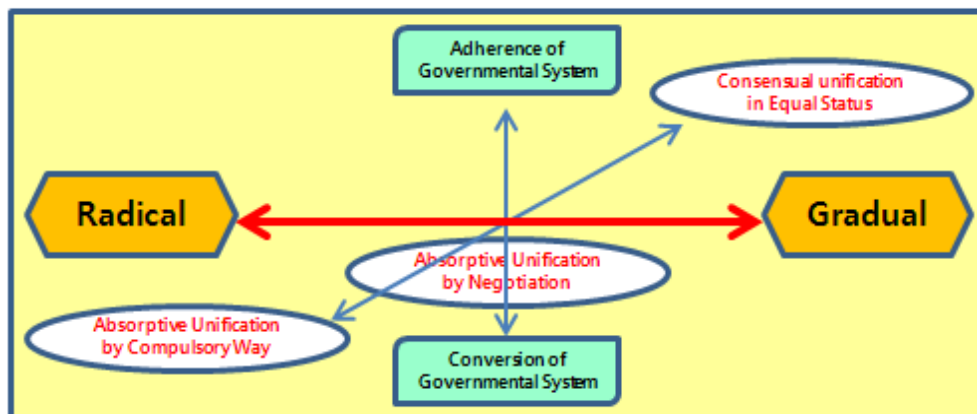 Adherence of
Governmental System
Consensual unification
in Equal Status
Radical
Gradual
Absorptive Unification
by Negotiation
Absorptive Unification
by Compulsory Way
Conversion of
Governmental System